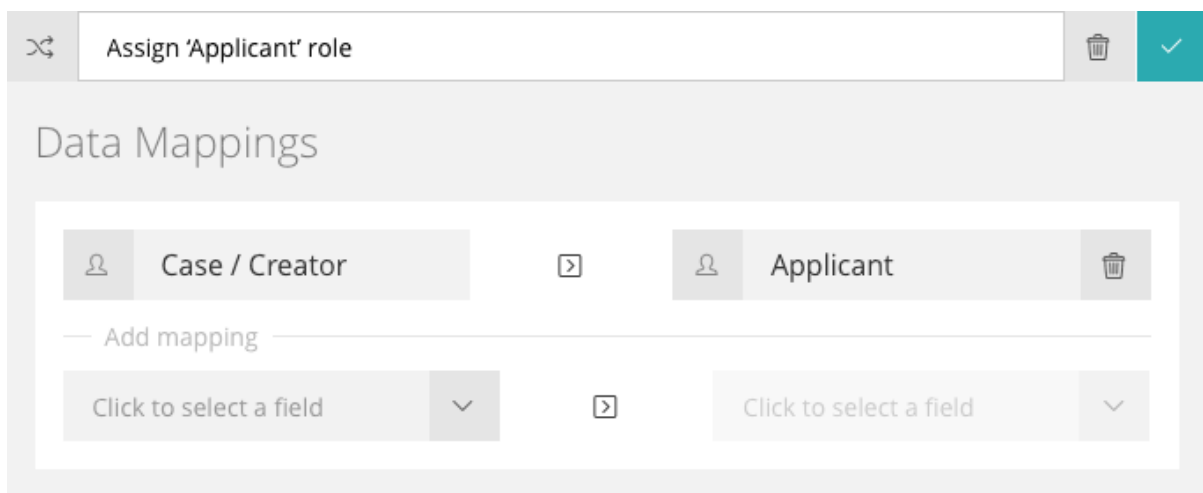 Assign ‘Applicant’ role
Data Mappings
Case / Creator
Applicant
Add mapping
Click to select a field
Click to select a field